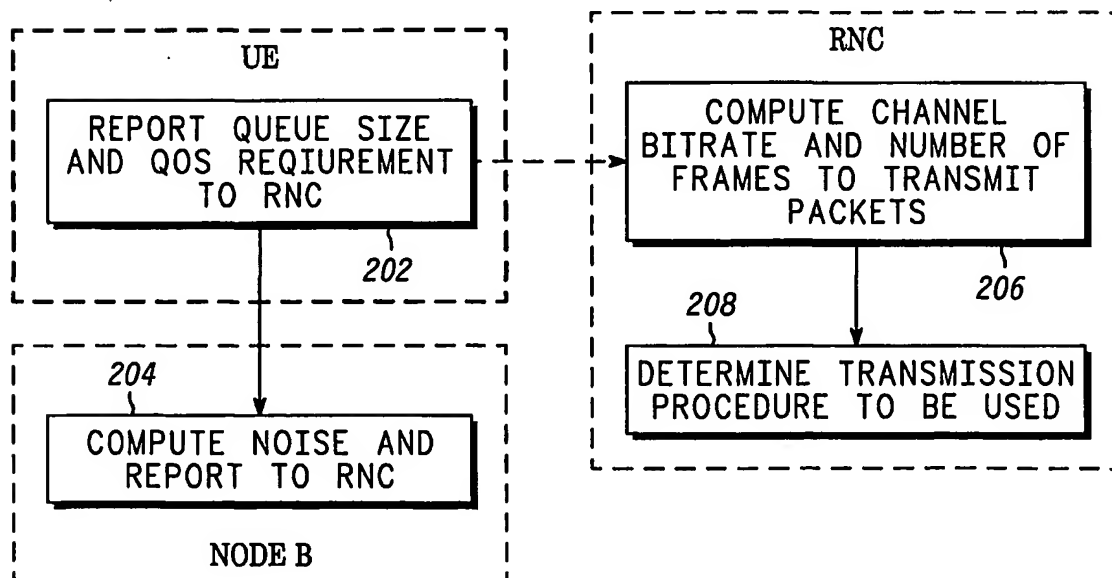 UE
REPORT QUEUE SIZE
AND QOS REQIUREMENT
TO RNC
202
204
COMPUTE NOISE AND
REPORT TO RNC
NODE B
RNC
COMPUTE CHANNEL
BITRATE AND NUMBER OF
FRAMES TO TRANSMIT
PACKETS
206
208
DETERMINE TRANSMISSION
PROCEDURE TO BE USED